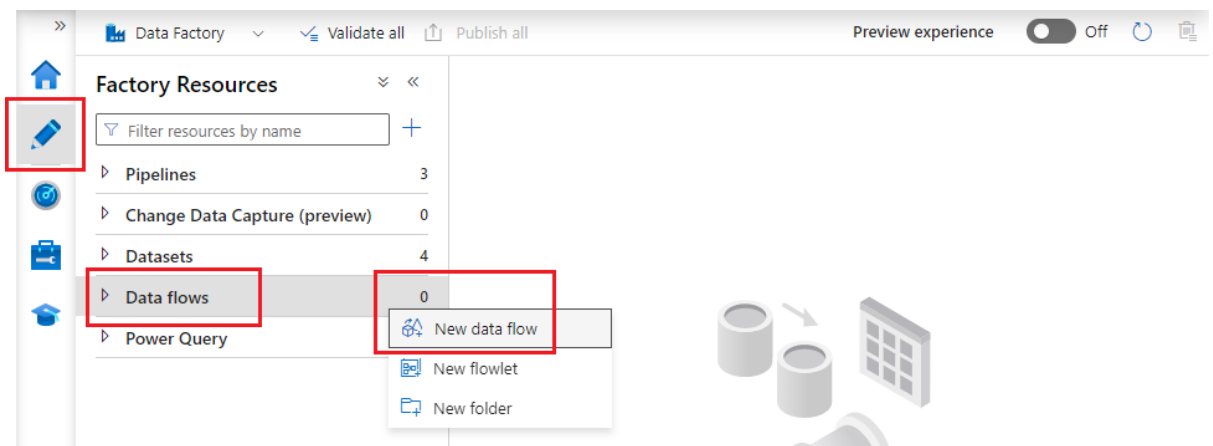 Data Factory Validate all Publish all Preview experience Off
Factory Resources
Filter resources by name
Pipelines 3
Change Data Capture (preview) 0
Datasets 4
Data flows 0
New data flow
Power Query
New flowlet
New folder